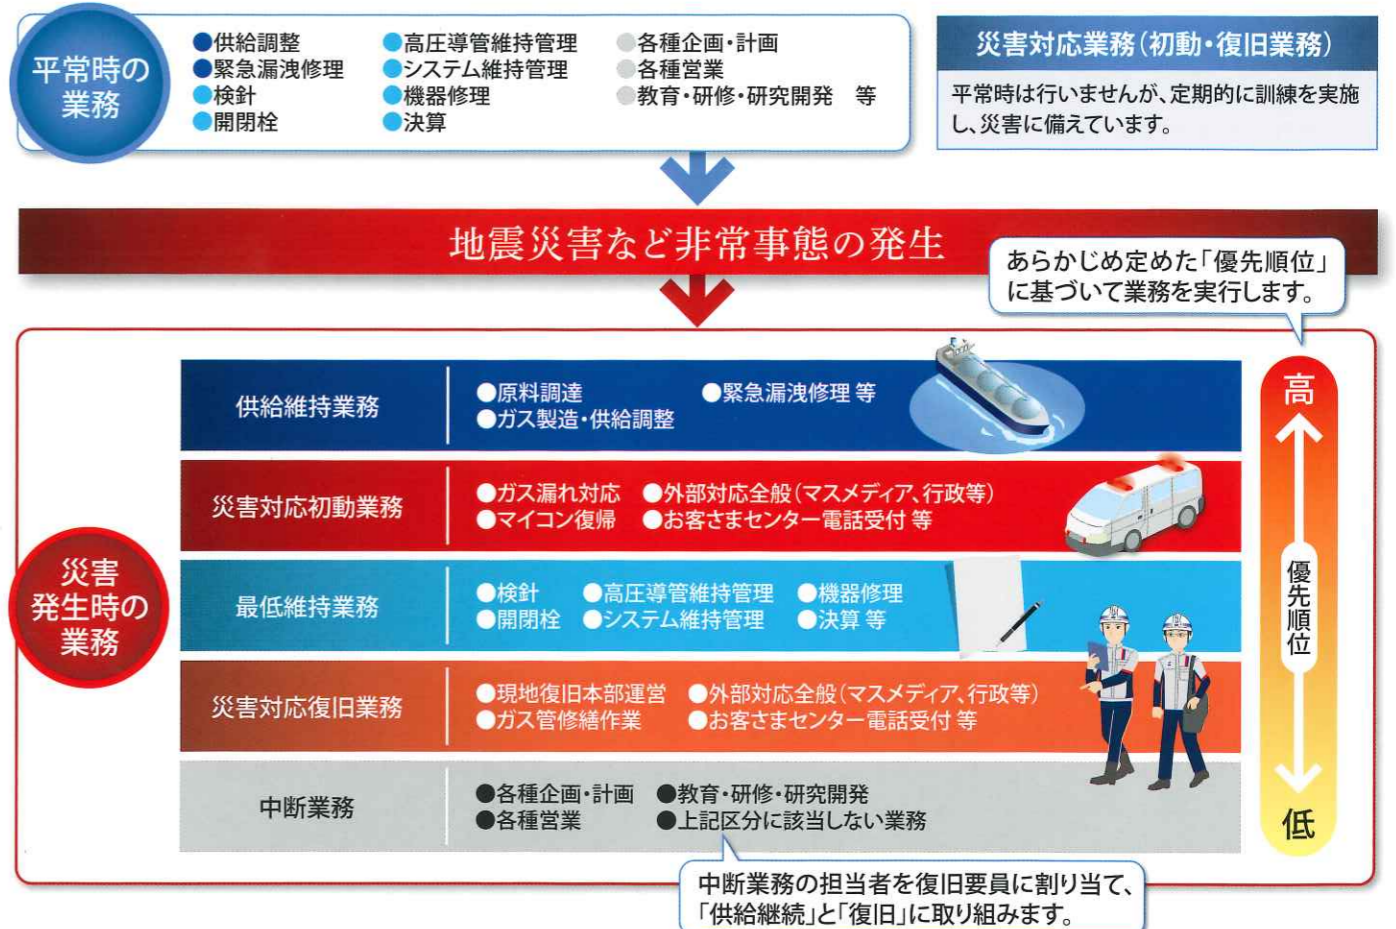 平常時の
業務
●供給調整
●緊急漏洩修理
●検針
●開閉栓
●高圧導管維持管理
●システム維持管理
●機器修理
●決算
●各種企画・計画
●各種営業
●教育・研修・研究開発 等
災害対応業務（初動・復旧業務）
平常時は行いませんが、定期的に訓練を実施
し、災害に備えています。
地震災害など非常事態の発生
あらかじめ定めた「優先順位」
に基づいて業務を実行します。
災害
発生時の
業務
供給維持業務
●原料調達 ●緊急漏洩修理 等
●ガス製造・供給調整
災害対応初動業務
●ガス漏れ対応 ●外部対応全般（マスメディア、行政等）
●マイコン復帰 ●お客さまセンター電話受付 等
最低維持業務
●検針 ●高圧導管維持管理 ●機器修理
●開閉栓 ●システム維持管理 ●決算 等
災害対応復旧業務
●現地復旧本部運営 ●外部対応全般（マスメディア、行政等）
●ガス管修繕作業 ●お客さまセンター電話受付 等
中断業務
●各種企画・計画 ●教育・研修・研究開発
●各種営業 ●上記区分に該当しない業務
高
優先順位
低
中断業務の担当者を復旧要員に割り当て、
「供給継続」と「復旧」に取り組みます。